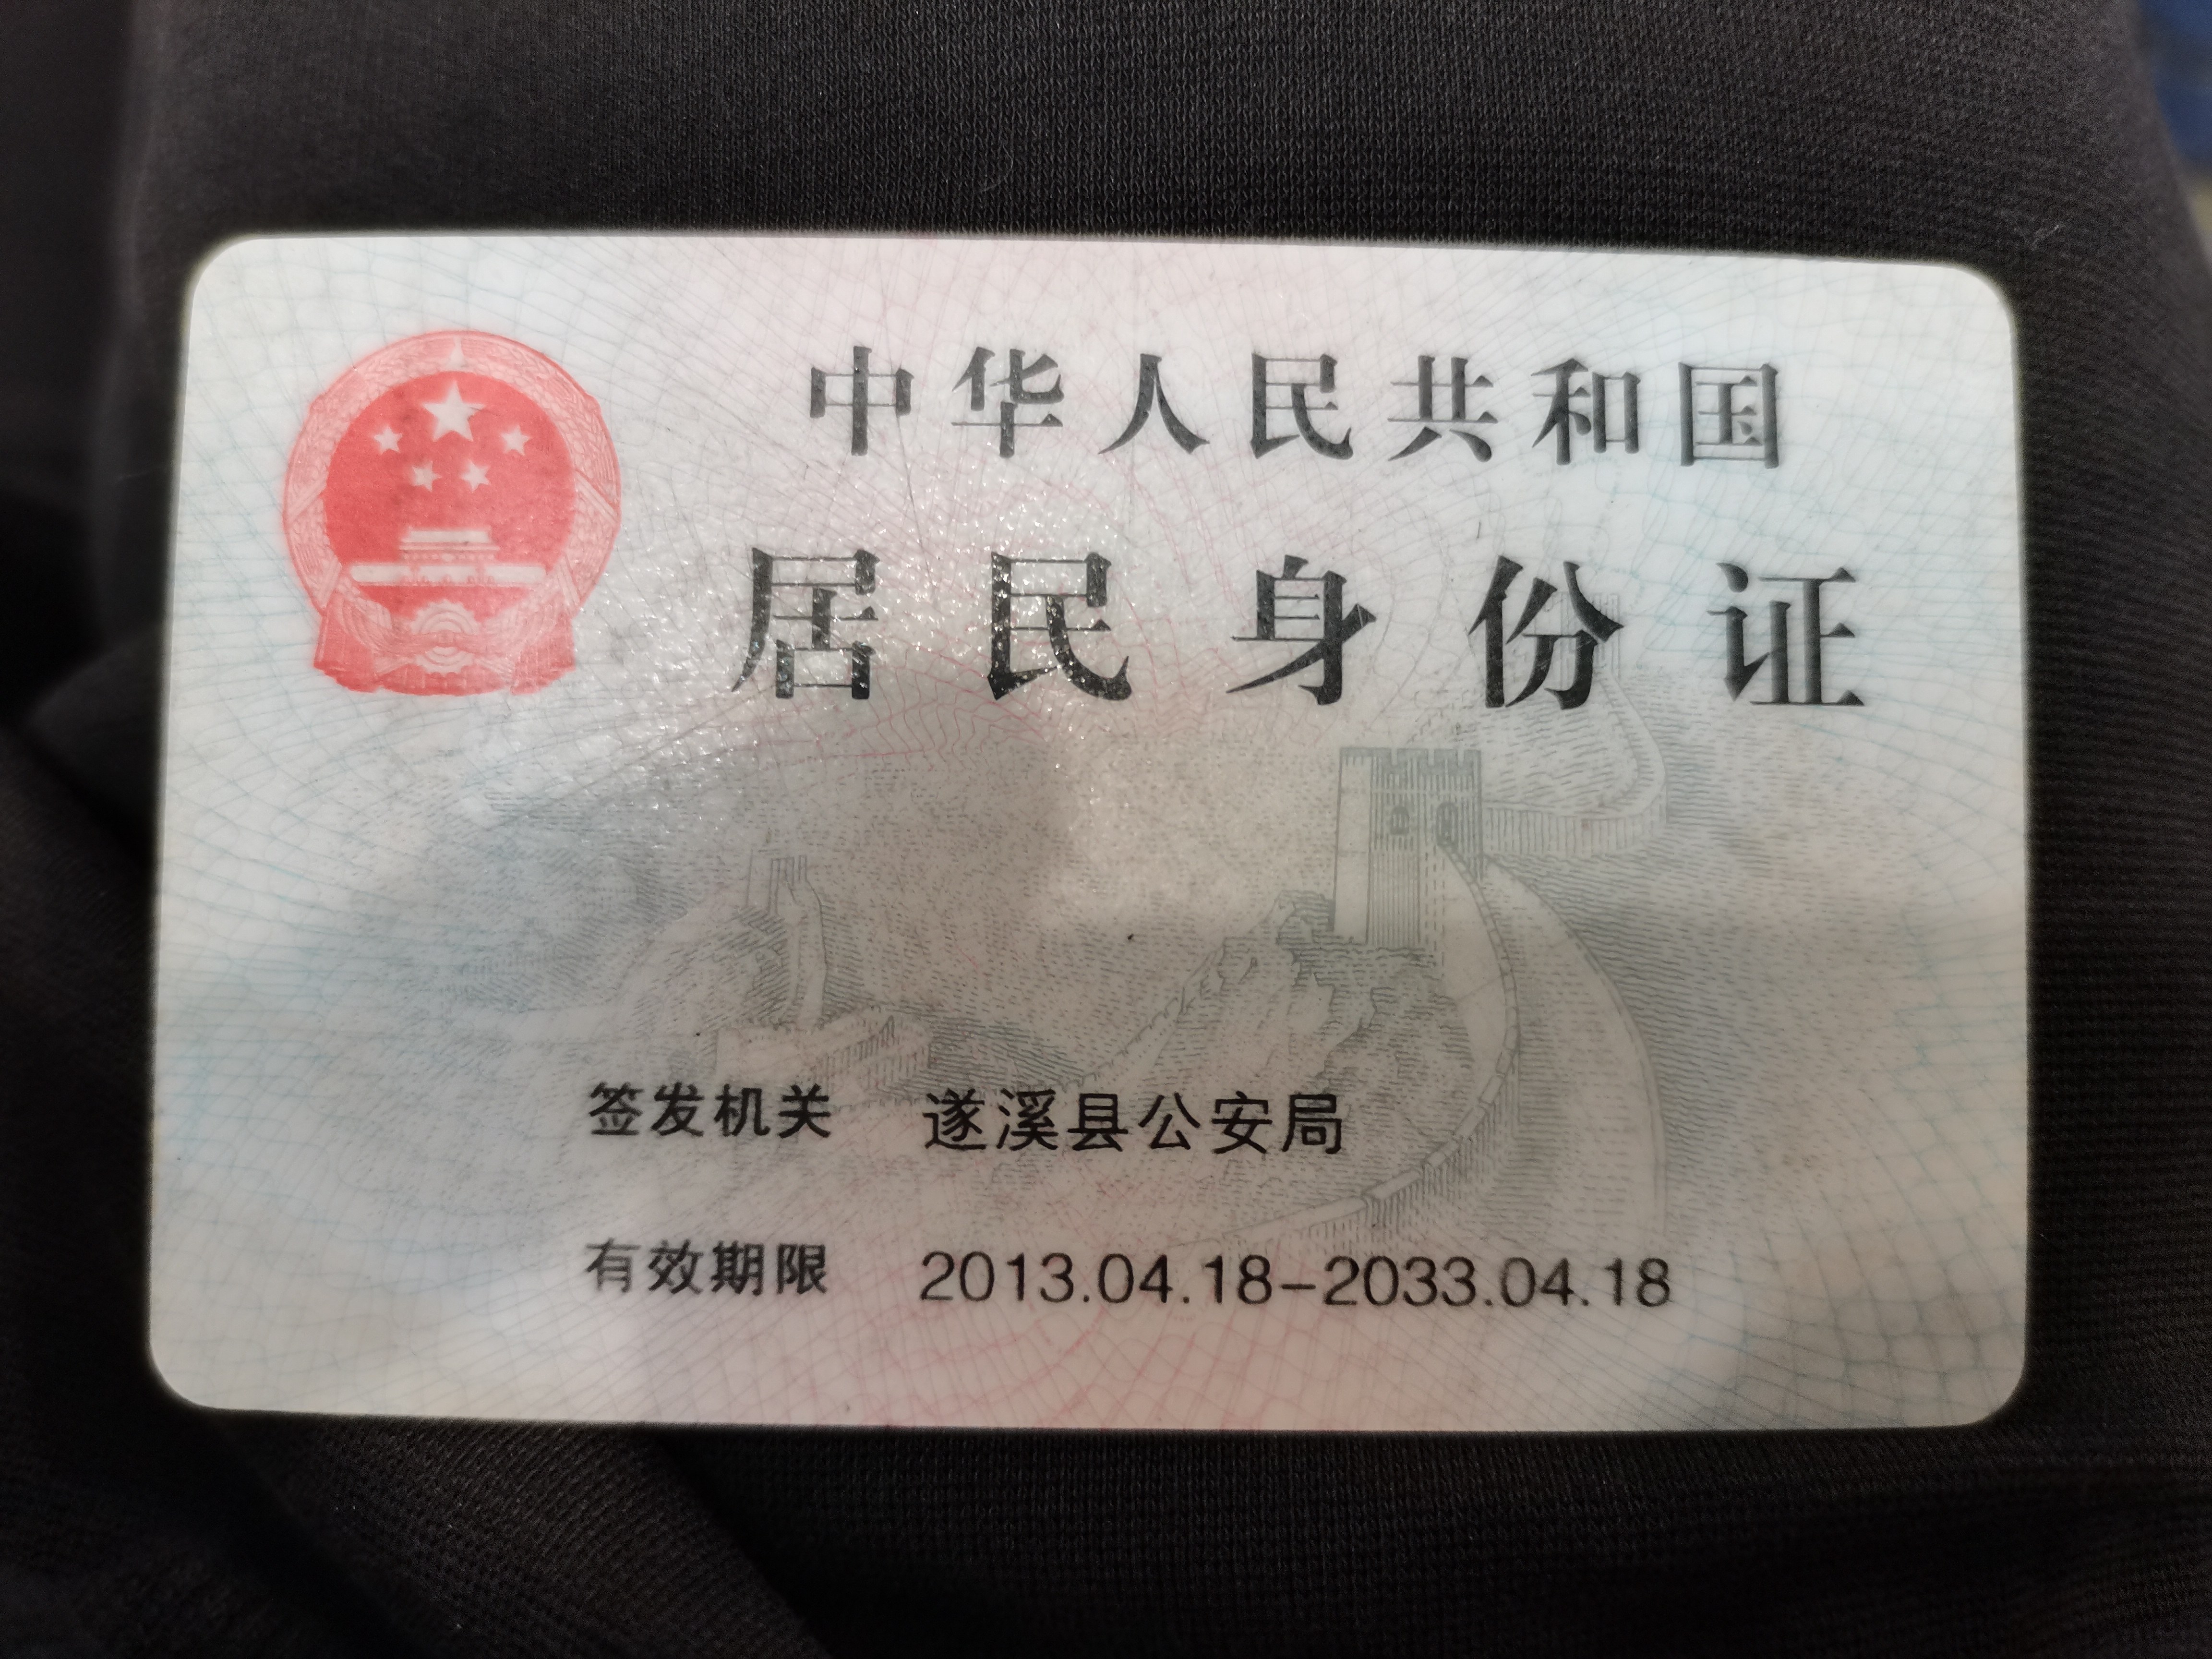 中华人民共和国
居民身份证
签发机关 遂溪县公安局
有效期限 2013.04.18-2033.04.18